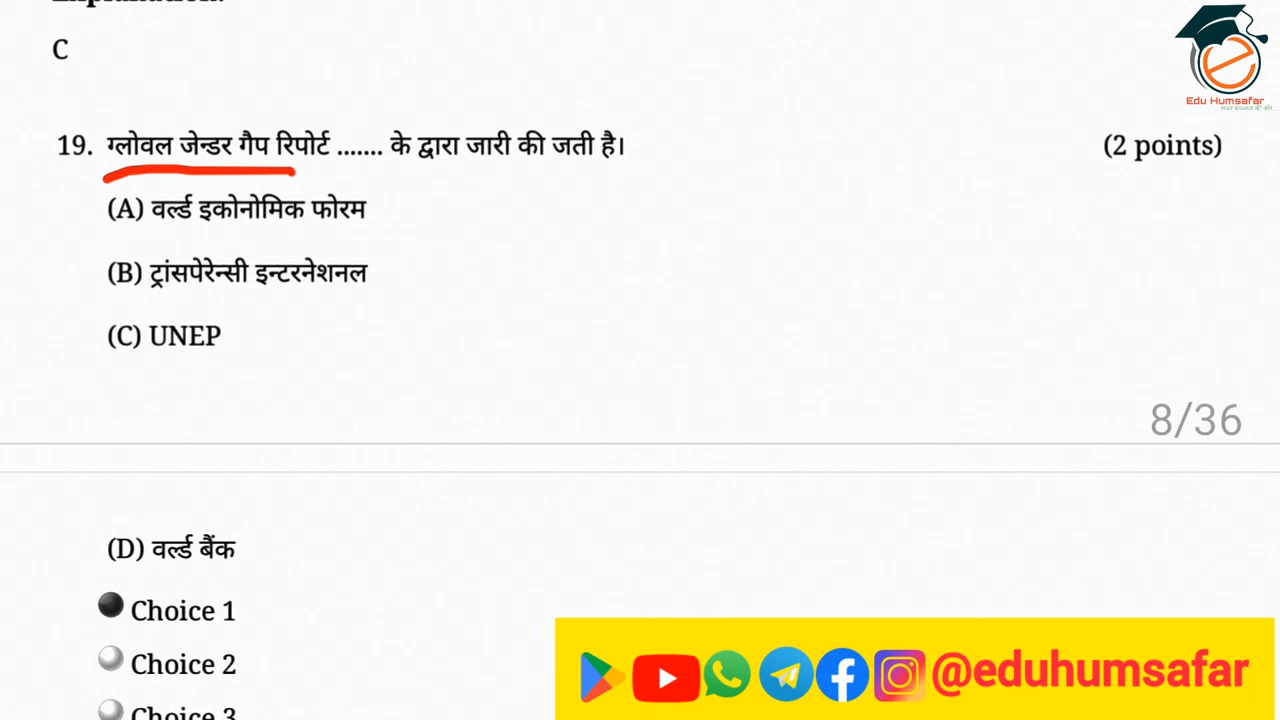 C
19. ग्लोवल जेन्डर गैप रिपोर्ट ....... के द्वारा जारी की जती है। (2 points)
(A) वर्ल्ड इकोनोमिक फोरम
(B) ट्रांसपेरेन्सी इन्टरनेशनल
(C) UNEP
8/36
(D) वर्ल्ड बैंक
Choice 1
Choice 2
Choice 3
Edu Humsafar
@eduhumsafar